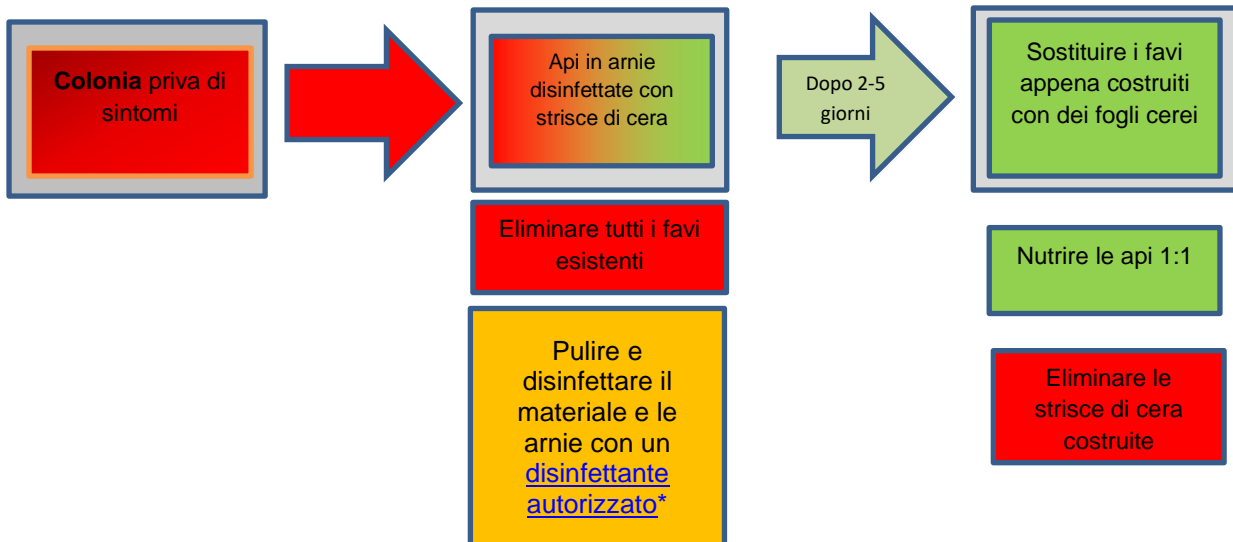 Colonia priva di
sintomi
Api in arnie
disinfettate con
strisce di cera
Eliminare tutti i favi
esistenti
Pulire e
disinfettare il
materiale e le
arnie con un
disinfettante
autorizzato*
Dopo 2-5
giorni
Sostituire i favi
appena costruiti
con dei fogli cerei
Nutrire le api 1:1
Eliminare le
strisce di cera
costruite